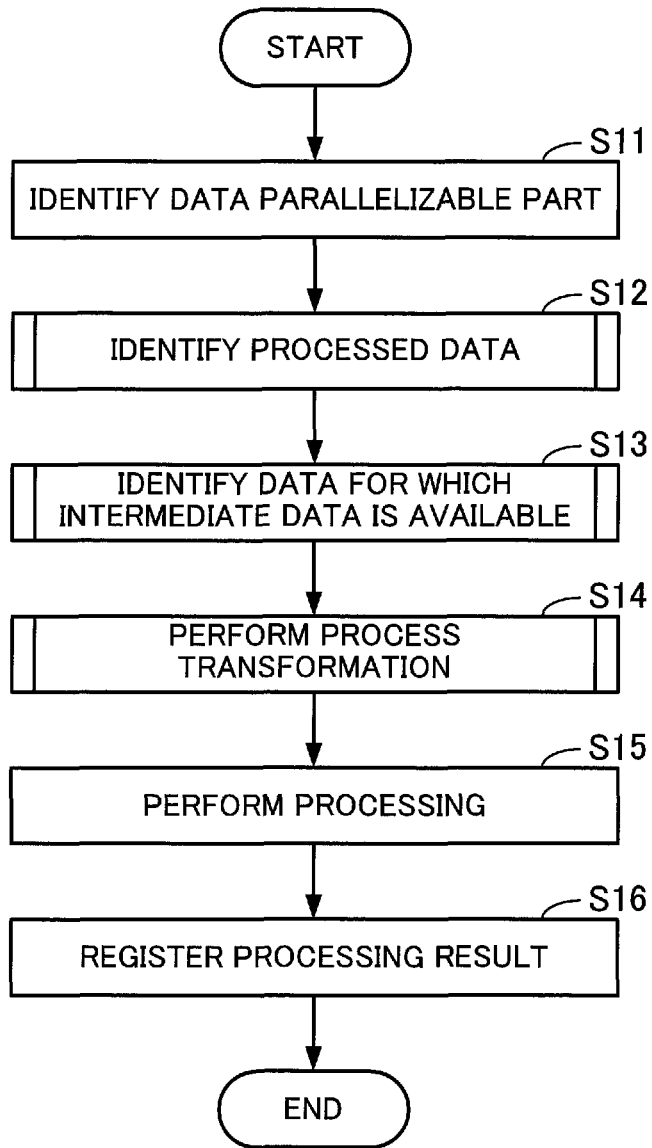 START
S11
IDENTIFY DATA PARALLELIZABLE PART
S12
IDENTIFY PROCESSED DATA
S13
IDENTIFY DATA FOR WHICH
INTERMEDIATE DATA IS AVAILABLE
S14
PERFORM PROCESS
TRANSFORMATION
S15
PERFORM PROCESSING
S16
REGISTER PROCESSING RESULT
END